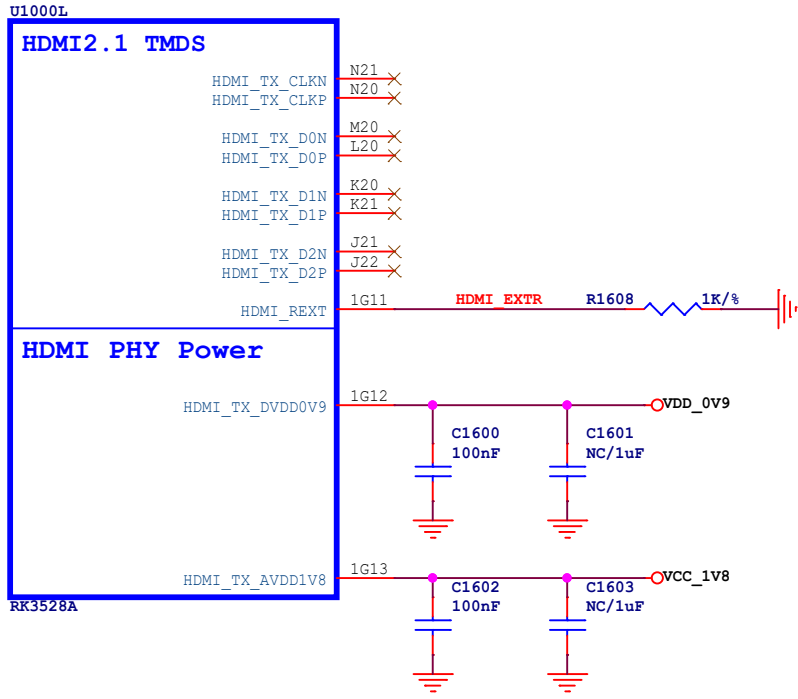 U1000L
HDMI2.1 TMDS
HDMI_TX_CLKN N21
HDMI_TX_CLKP N20
HDMI_TX_D0N M20
HDMI_TX_D0P L20
HDMI_TX_D1N K20
HDMI_TX_D1P K21
HDMI_TX_D2N J21
HDMI_TX_D2P J22
HDMI_REXT 1G11 HDMI_EXTR R1608 1K/%
HDMI PHY Power
HDMI_TX_DVDD0V9 1G12 VDD_0V9
C1600 C1601
100nF NC/1uF
HDMI_TX_AVDD1V8 1G13 VCC_1V8
C1602 C1603
100nF NC/1uF
RK3528A